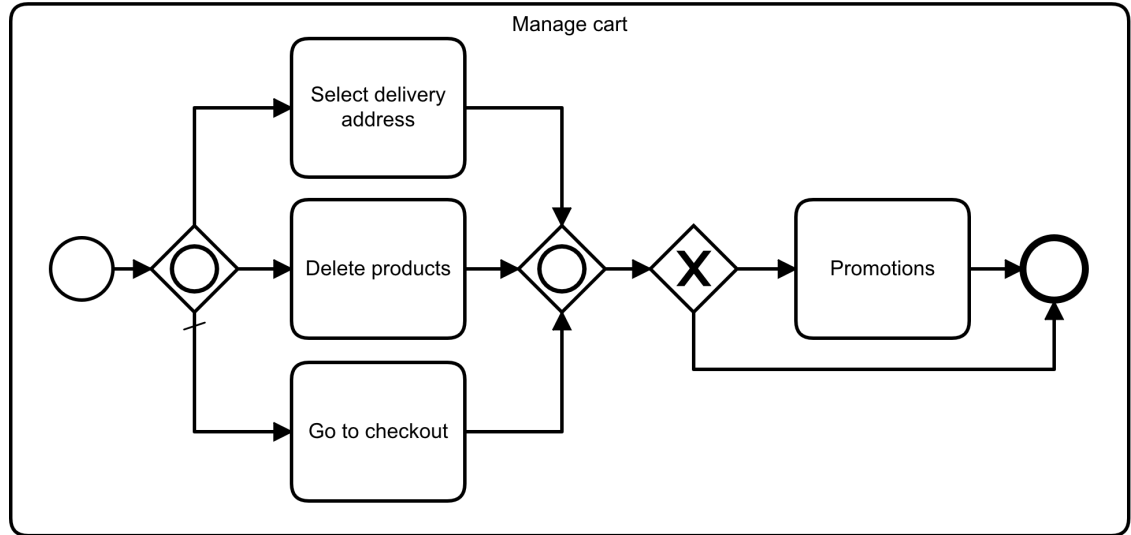 Manage cart
Select delivery
address
Delete products
Promotions
Go to checkout